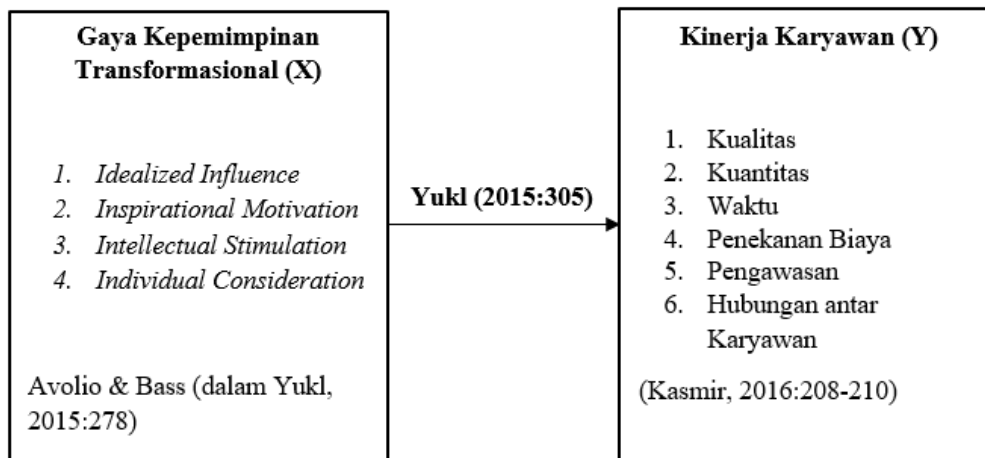 Gaya Kepemimpinan
Transformasional (X)
1. Idealized Influence
2. Inspirational Motivation
3. Intellectual Stimulation
4. Individual Consideration
Avolio & Bass (dalam Yukl,
2015:278)
Yukl (2015:305)
Kinerja Karyawan (Y)
1. Kualitas
2. Kuantitas
3. Waktu
4. Penekanan Biaya
5. Pengawasan
6. Hubungan antar
Karyawan
(Kasmir, 2016:208-210)